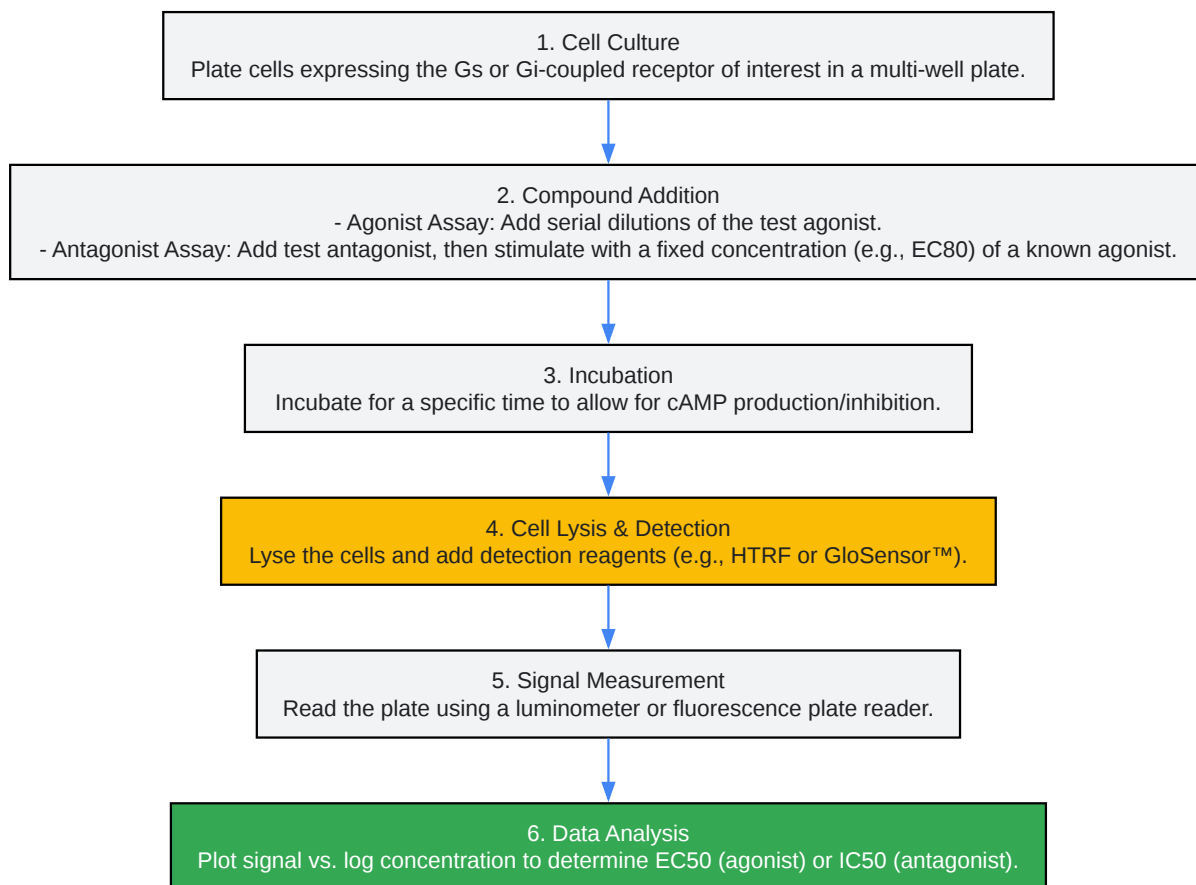 1. Cell Culture
Plate cells expressing the Gs or Gi-coupled receptor of interest in a multi-well plate.
2. Compound Addition
- Agonist Assay: Add serial dilutions of the test agonist.
- Antagonist Assay: Add test antagonist, then stimulate with a fixed concentration (e.g., EC80) of a known agonist.
3. Incubation
Incubate for a specific time to allow for cAMP production/inhibition.
4. Cell Lysis & Detection
Lyse the cells and add detection reagents (e.g., HTRF or GloSensor™).
5. Signal Measurement
Read the plate using a luminometer or fluorescence plate reader.
6. Data Analysis
Plot signal vs. log concentration to determine EC50 (agonist) or IC50 (antagonist).